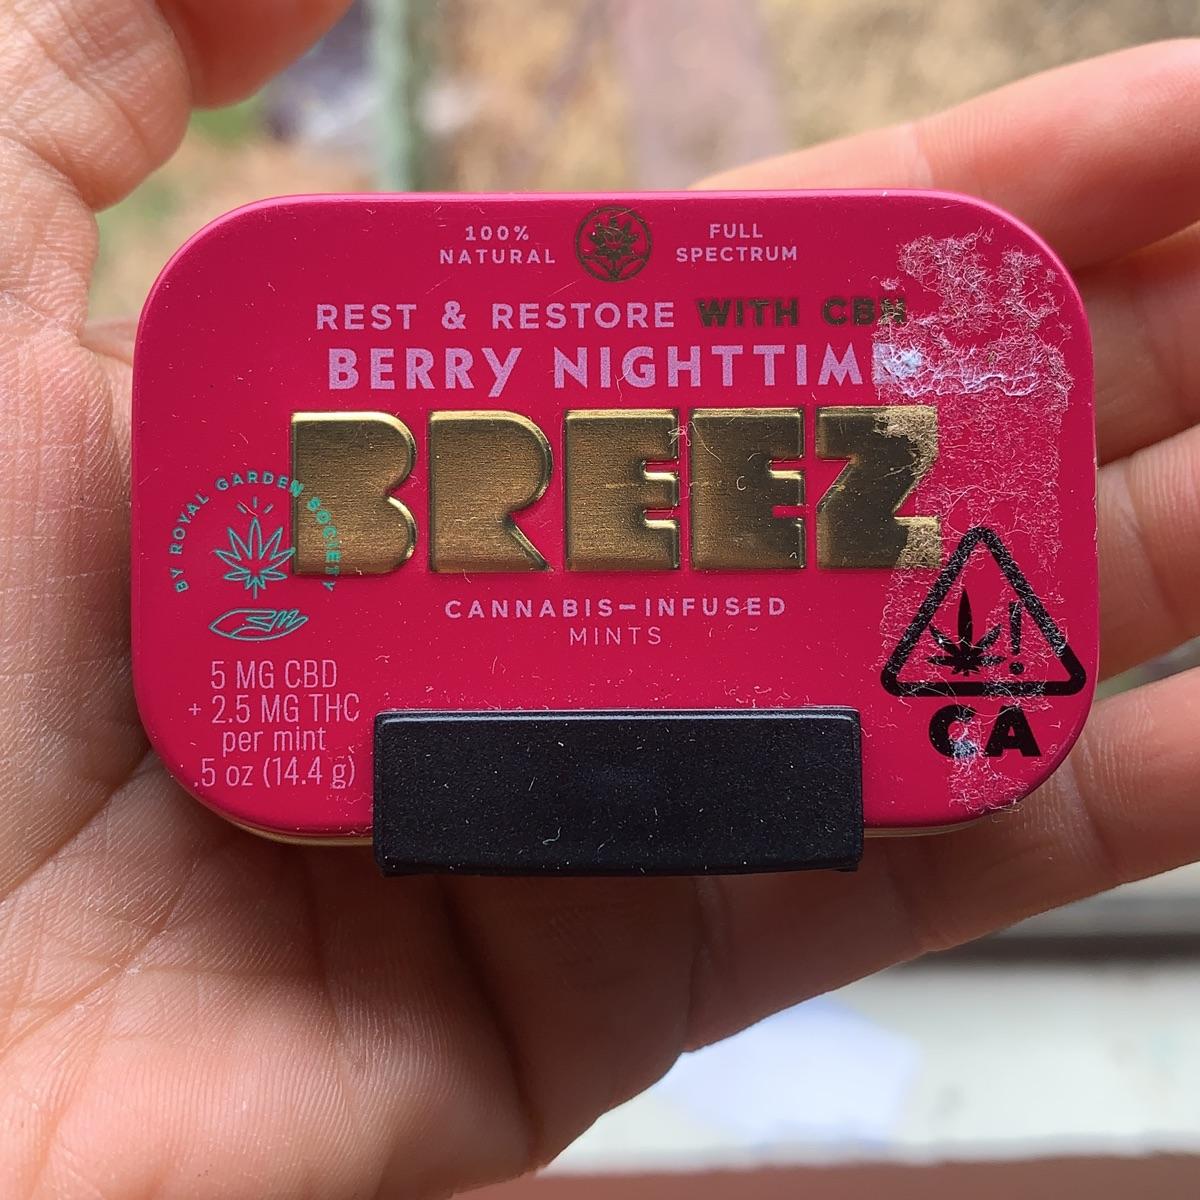 100%
NATURAL
FULL
SPECTRUM
REST & RESTORE WITH CBN
BERRY NIGHTTIME
BREEZ
BY ROYAL GARDEN SOCIETY
CANNABIS-INFUSED
MINTS
5 MG CBD
+ 2.5 MG THC
per mint
.5 oz (14.4 g)
!
CA